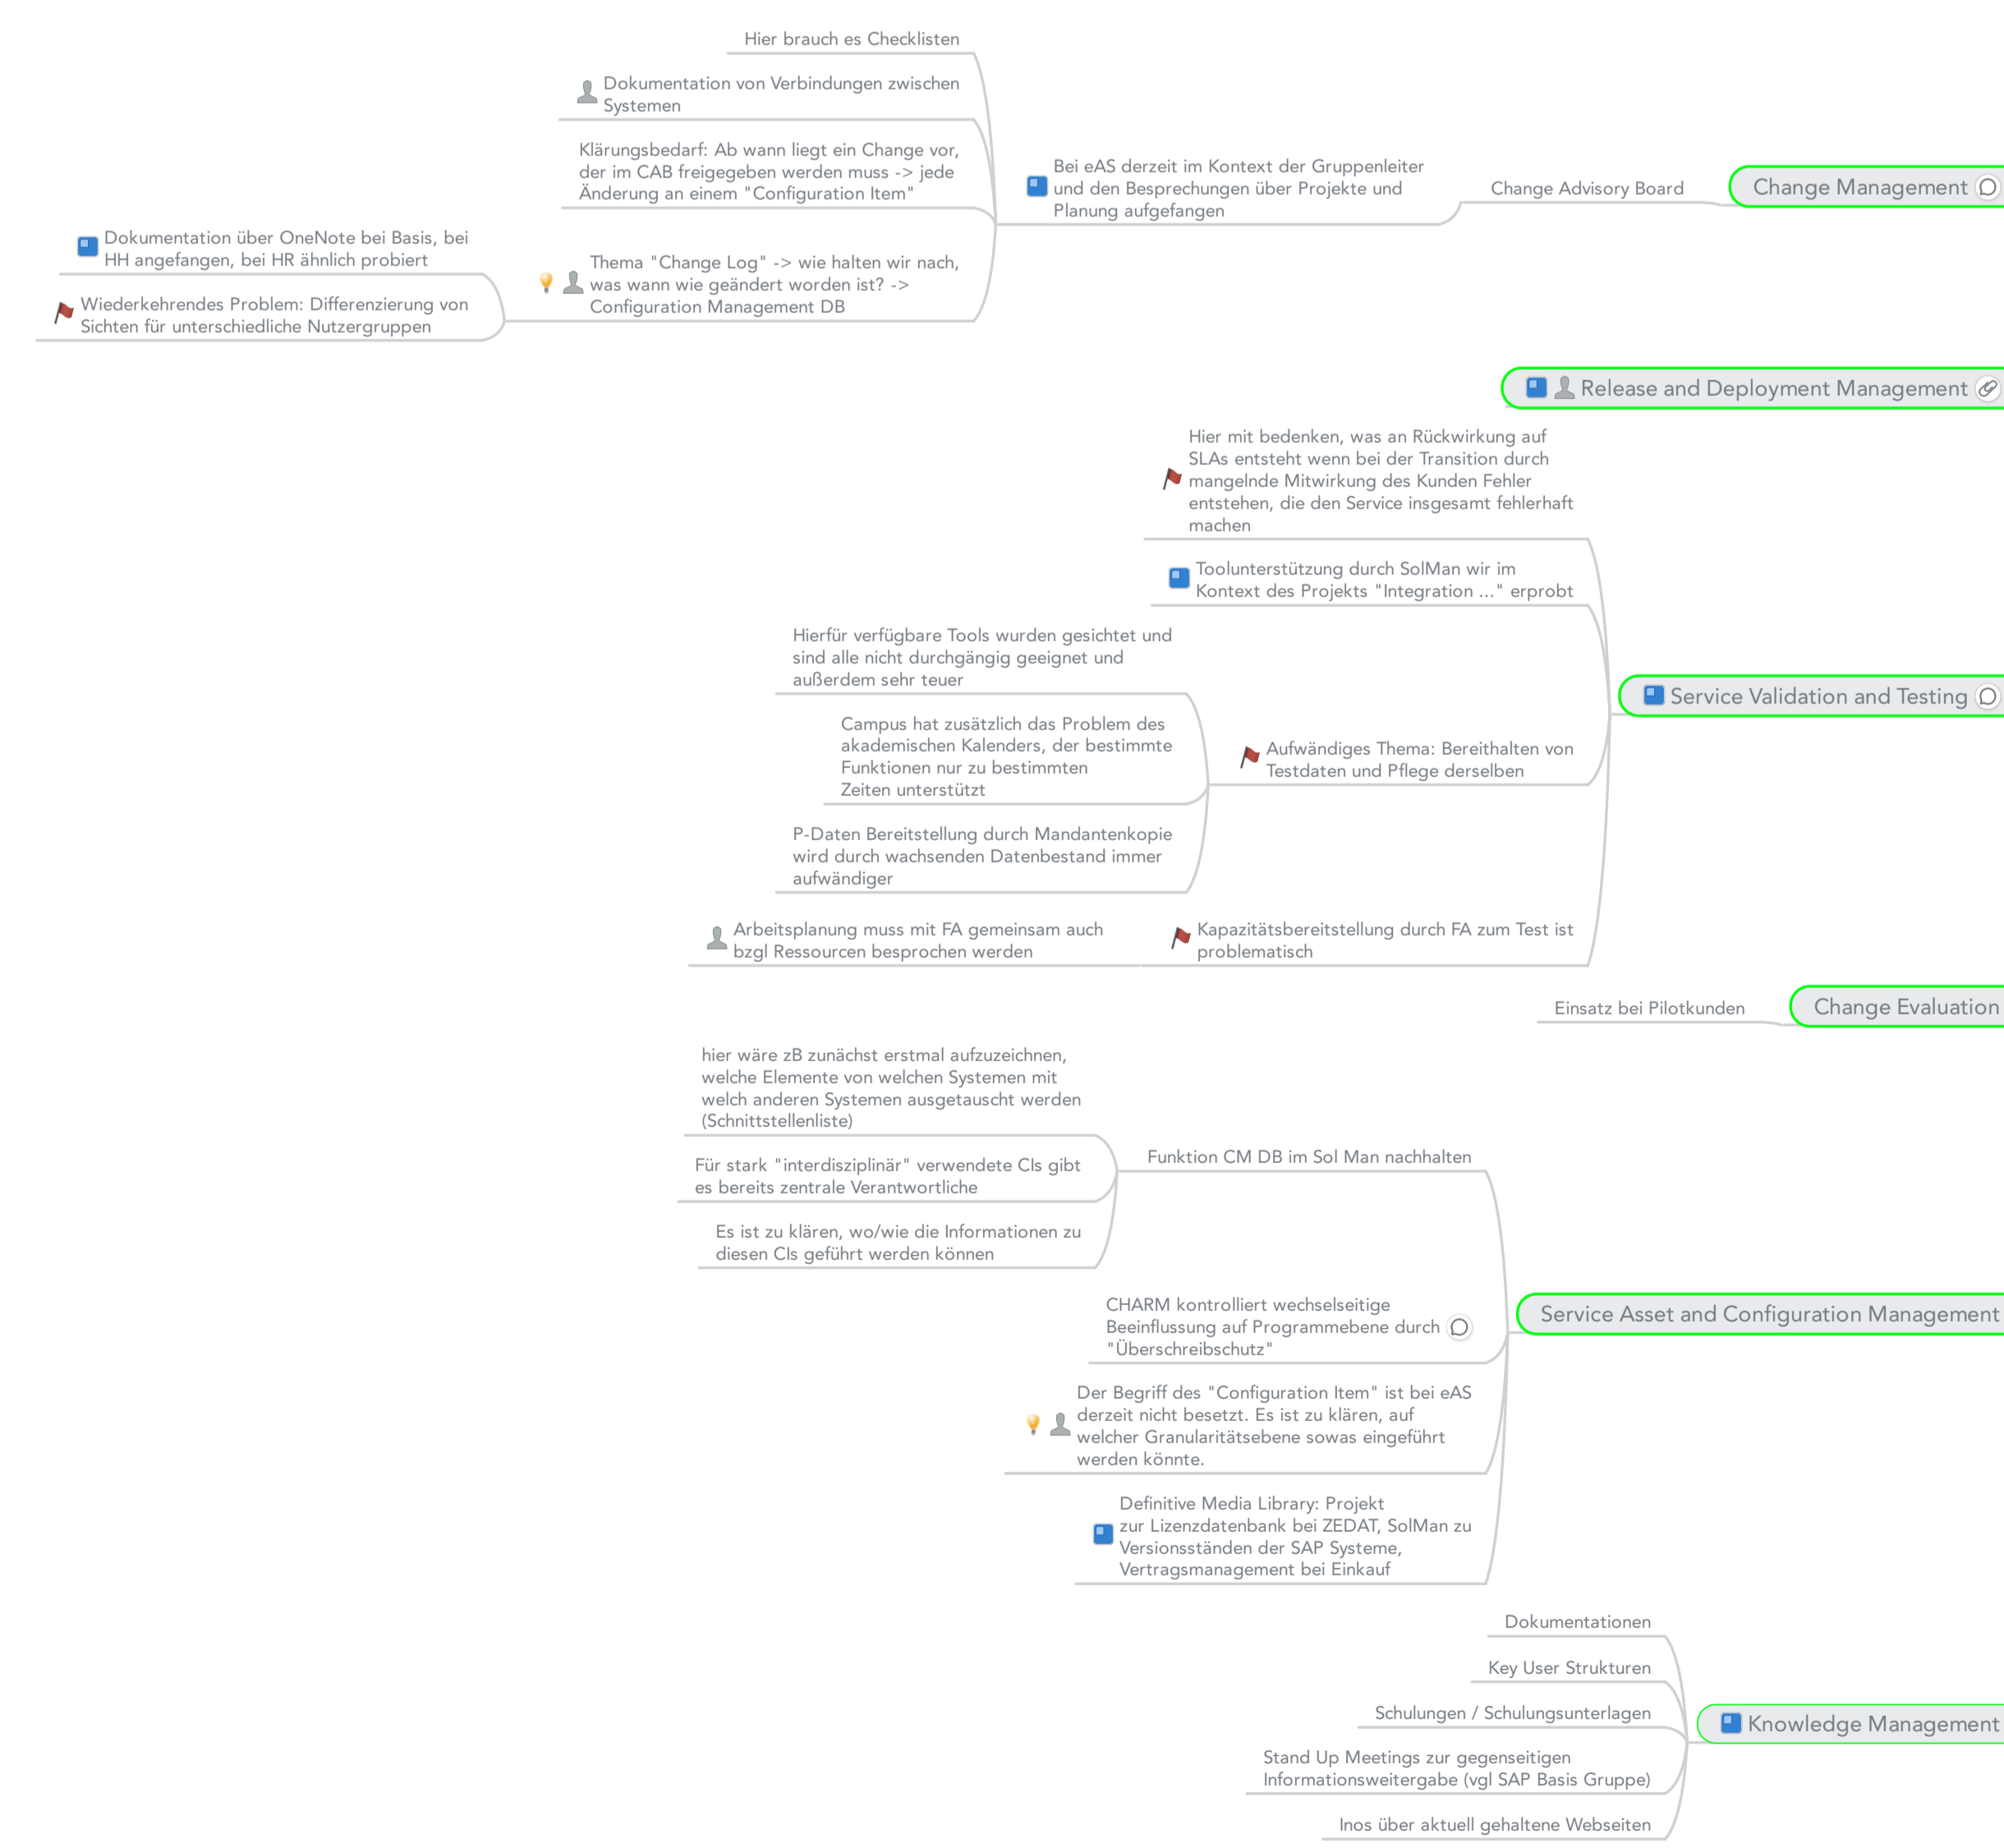 Hier brauch es Checklisten
Dokumentation von Verbindungen zwischen
Systemen
Klärungsbedarf: Ab wann liegt ein Change vor,
der im CAB freigegeben werden muss -> jede
Änderung an einem "Configuration Item"
Dokumentation über OneNote bei Basis, bei
HH angefangen, bei HR ähnlich probiert
Wiederkehrendes Problem: Differenzierung von
Sichten für unterschiedliche Nutzergruppen
Thema "Change Log" -> wie halten wir nach,
was wann wie geändert worden ist? ->
Configuration Management DB
Bei eAS derzeit im Kontext der Gruppenleiter
und den Besprechungen über Projekte und
Planung aufgefangen
Change Advisory Board
Change Management
Release and Deployment Management
Hier mit bedenken, was an Rückwirkung auf
SLAs entsteht wenn bei der Transition durch
mangelnde Mitwirkung des Kunden Fehler
entstehen, die den Service insgesamt fehlerhaft
machen
Toolunterstützung durch SolMan wir im
Kontext des Projekts "Integration ..." erprobt
Hierfür verfügbare Tools wurden gesichtet und
sind alle nicht durchgängig geeignet und
außerdem sehr teuer
Campus hat zusätzlich das Problem des
akademischen Kalenders, der bestimmte
Funktionen nur zu bestimmten
Zeiten unterstützt
P-Daten Bereitstellung durch Mandantenkopie
wird durch wachsenden Datenbestand immer
aufwändiger
Aufwändiges Thema: Bereithalten von
Testdaten und Pflege derselben
Arbeitsplanung muss mit FA gemeinsam auch
bzgl Ressourcen besprochen werden
Kapazitätsbereitstellung durch FA zum Test ist
problematisch
Service Validation and Testing
Einsatz bei Pilotkunden
Change Evaluation
hier wäre zB zunächst erstmal aufzuzeichnen,
welche Elemente von welchen Systemen mit
welch anderen Systemen ausgetauscht werden
(Schnittstellenliste)
Für stark "interdisziplinär" verwendete CIs gibt
es bereits zentrale Verantwortliche
Es ist zu klären, wo/wie die Informationen zu
diesen CIs geführt werden können
Funktion CM DB im Sol Man nachhalten
CHARM kontrolliert wechselseitige
Beeinflussung auf Programmebene durch
"Überschreibschutz"
Der Begriff des "Configuration Item" ist bei eAS
derzeit nicht besetzt. Es ist zu klären, auf
welcher Granularitätsebene sowas eingeführt
werden könnte.
Definitive Media Library: Projekt
zur Lizenzdatenbank bei ZEDAT, SolMan zu
Versionsständen der SAP Systeme,
Vertragsmanagement bei Einkauf
Service Asset and Configuration Management
Dokumentationen
Key User Strukturen
Schulungen / Schulungsunterlagen
Stand Up Meetings zur gegenseitigen
Informationsweitergabe (vgl SAP Basis Gruppe)
Inos über aktuell gehaltene Webseiten
Knowledge Management